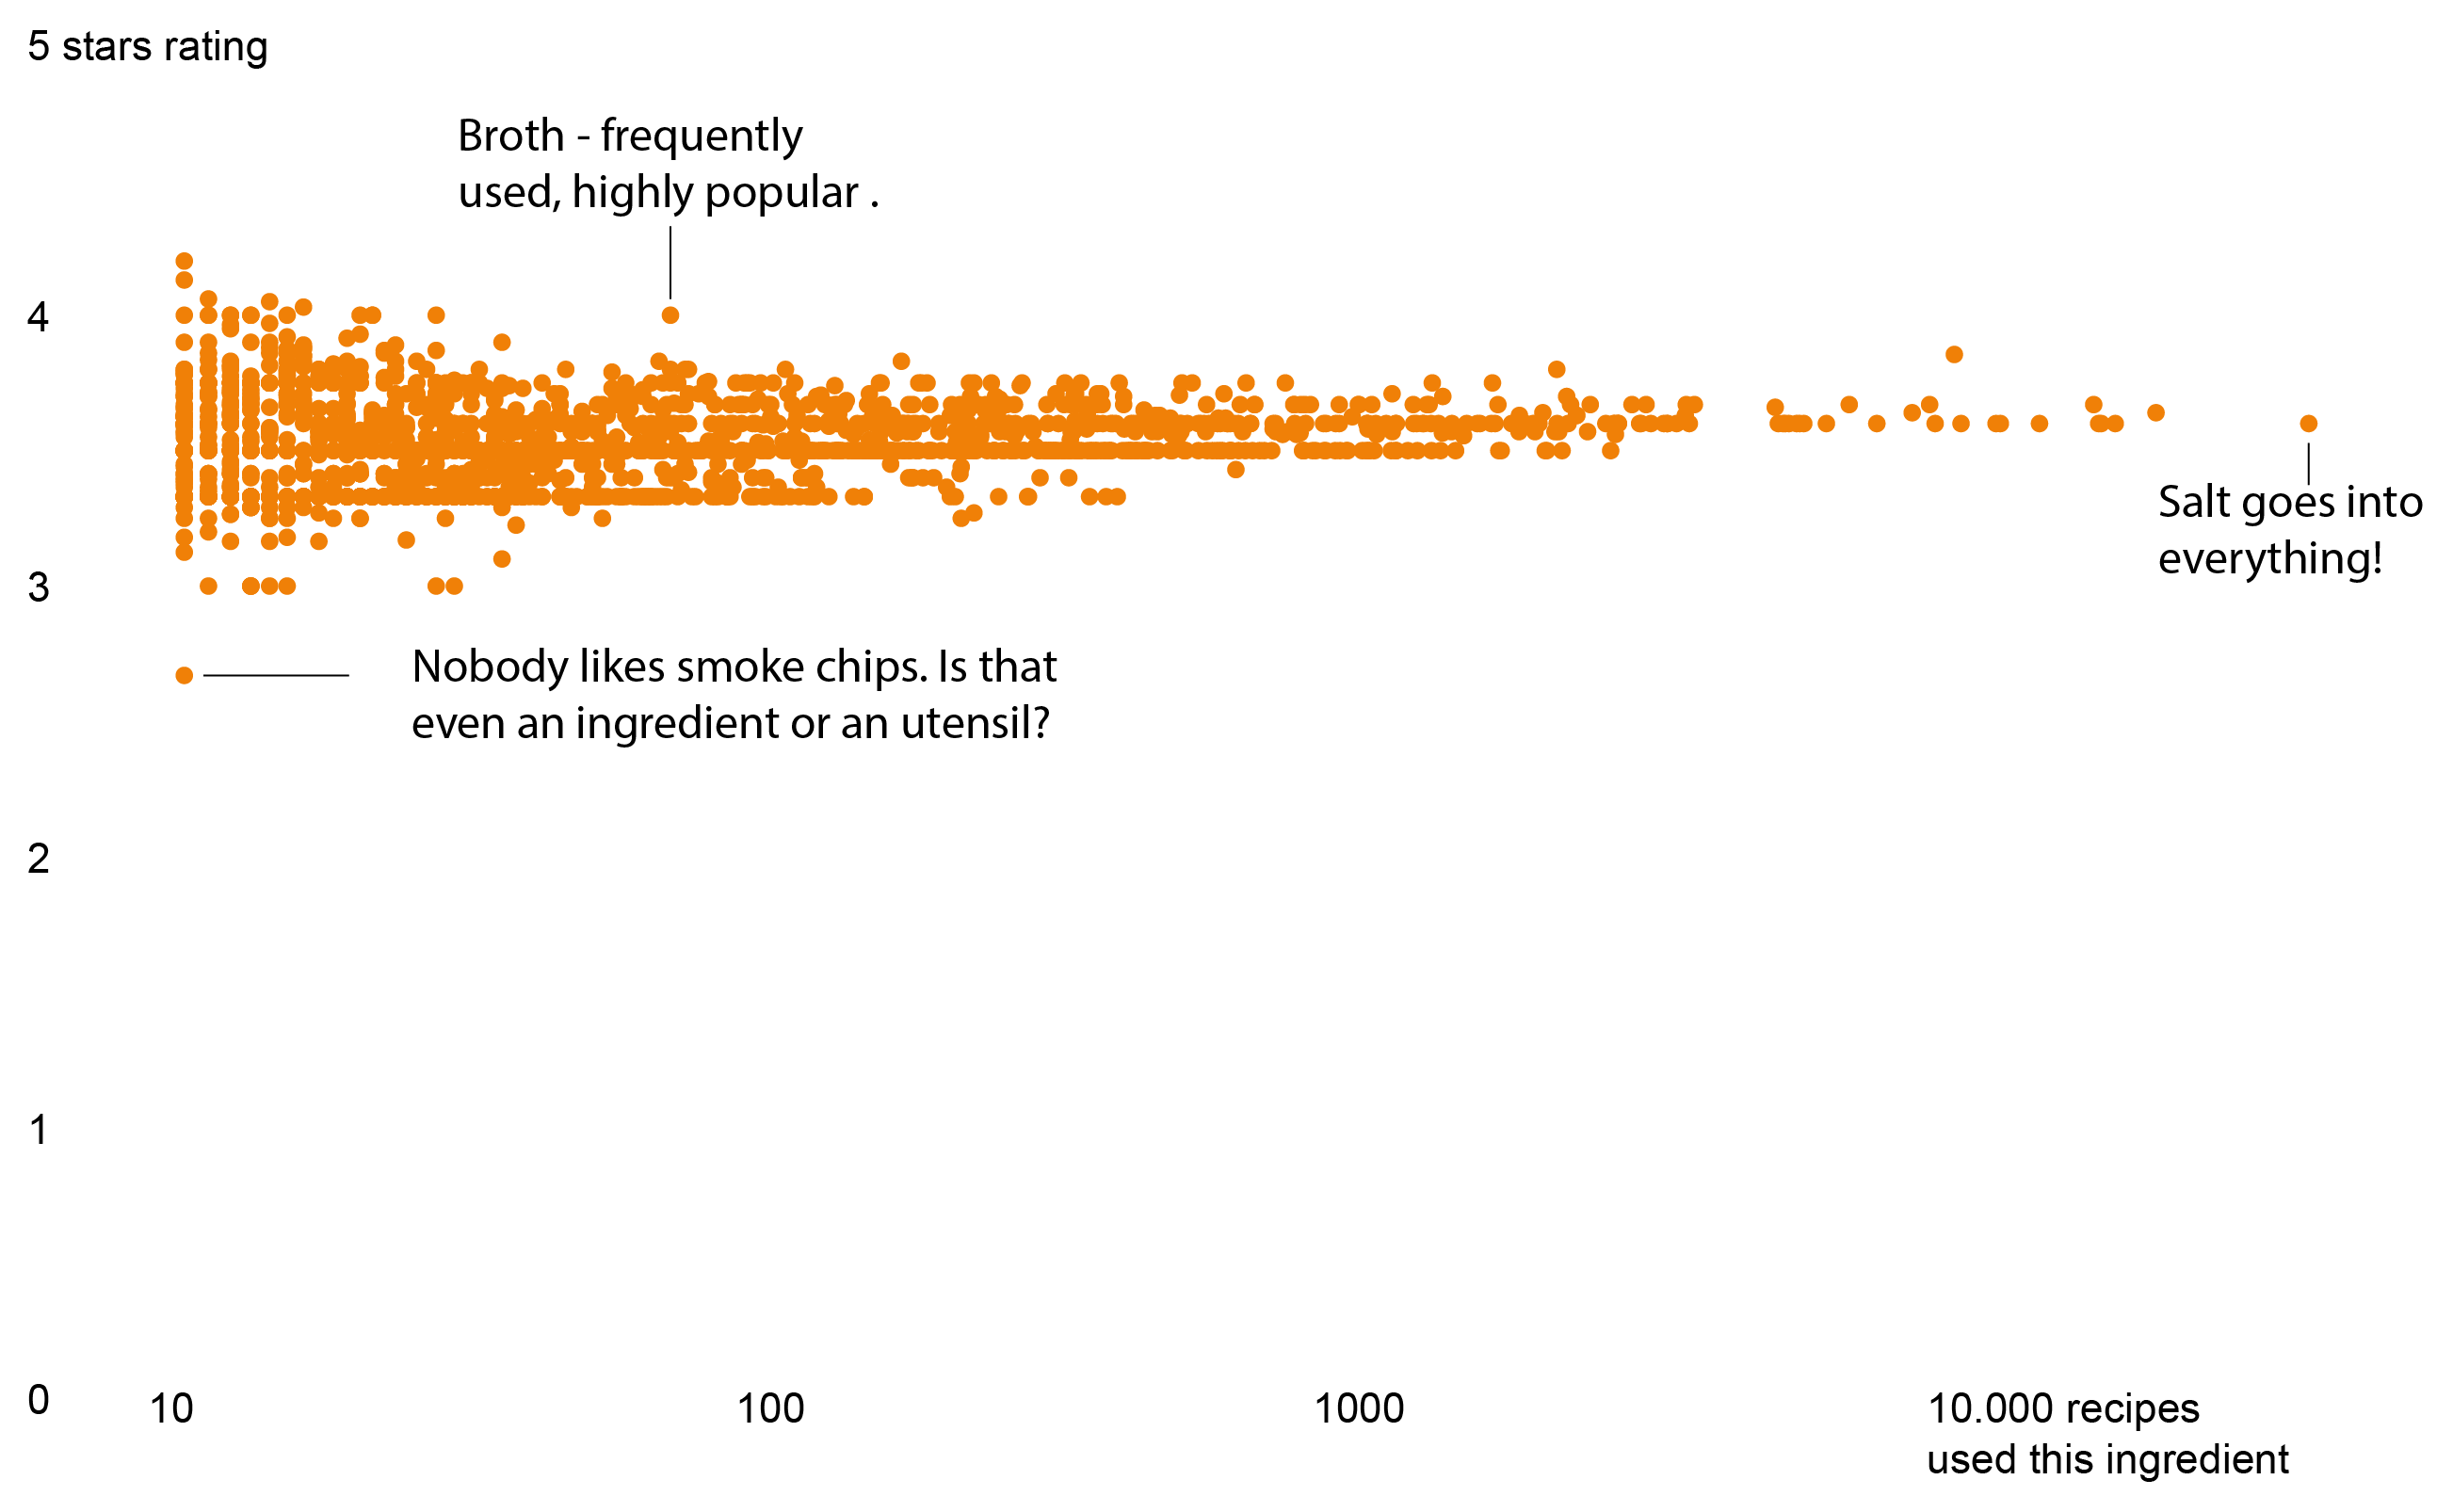 5 stars rating
Broth - frequently
used, highly popular .
4
Salt goes into
everything!
3
Nobody likes smoke chips. Is that
even an ingredient or an utensil?
2
1
0
10
100
1000
10.000 recipes
used this ingredient